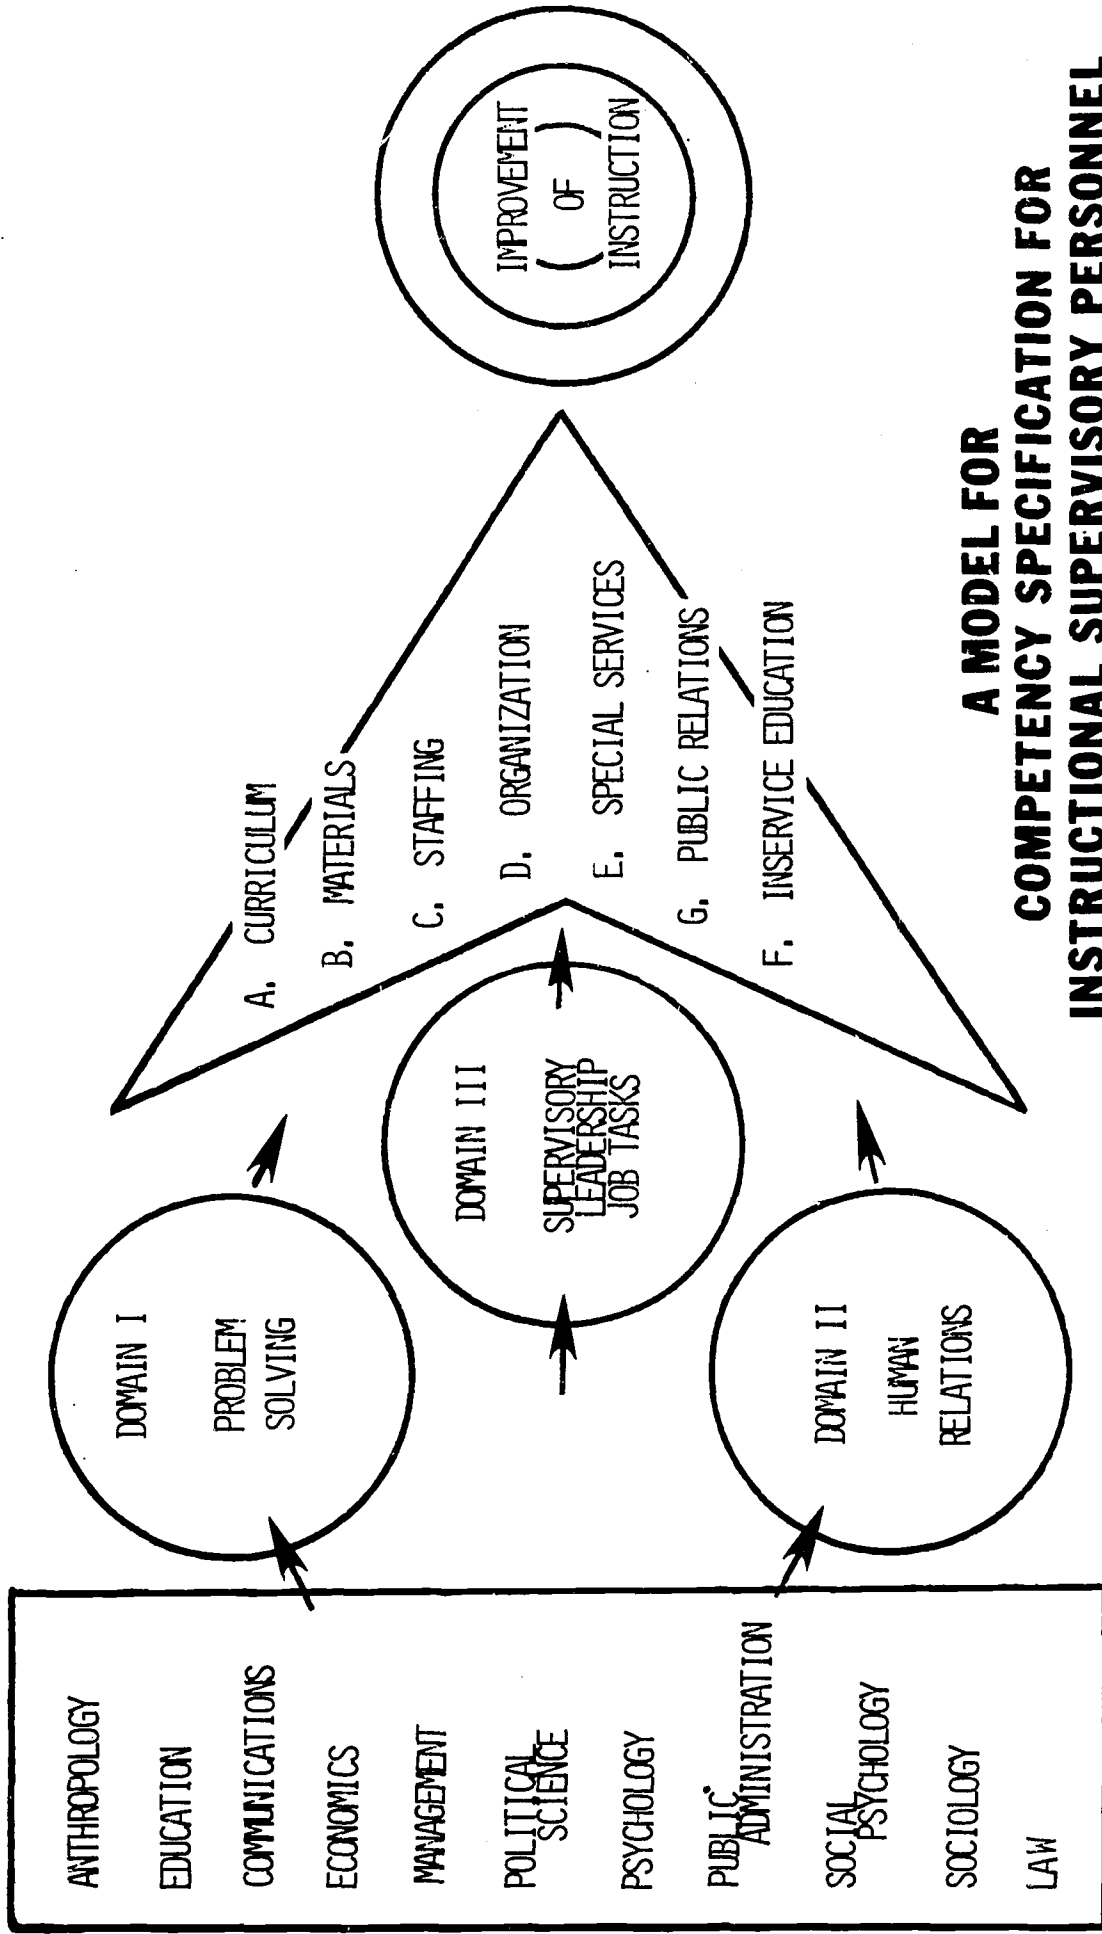 ANTHROPOLOGY
EDUCATION
COMMUNICATIONS
ECONOMICS
MANAGEMENT
POLITICAL
SCIENCE
PSYCHOLOGY
PUBLIC
ADMINISTRATION
SOCIAL
PSYCHOLOGY
SOCIOLOGY
LAW
DOMAIN I
PROBLEM
SOLVING
DOMAIN II
HUMAN
RELATIONS
DOMAIN III
SUPERVISORY
LEADERSHIP
JOB TASKS
A. CURRICULUM
B. MATERIALS
C. STAFFING
D. ORGANIZATION
E. SPECIAL SERVICES
G. PUBLIC RELATIONS
F. INSERVICE EDUCATION
IMPROVEMENT
( OF )
INSTRUCTION
A MODEL FOR
COMPETENCY SPECIFICATION FOR
INSTRUCTIONAL SUPERVISORY PERSONNEL